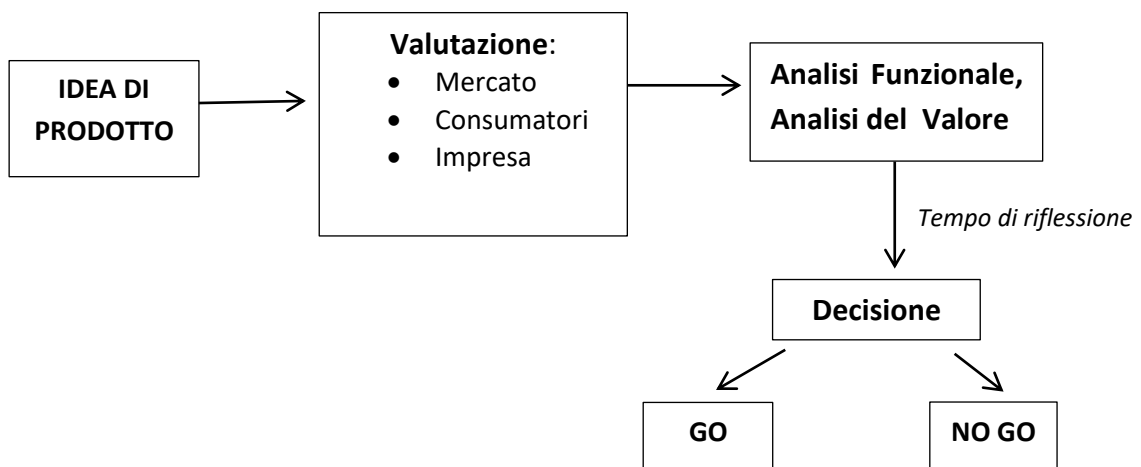 IDEA DI
PRODOTTO
Valutazione:
• Mercato
• Consumatori
• Impresa
Analisi Funzionale,
Analisi del Valore
Tempo di riflessione
Decisione
GO
NO GO